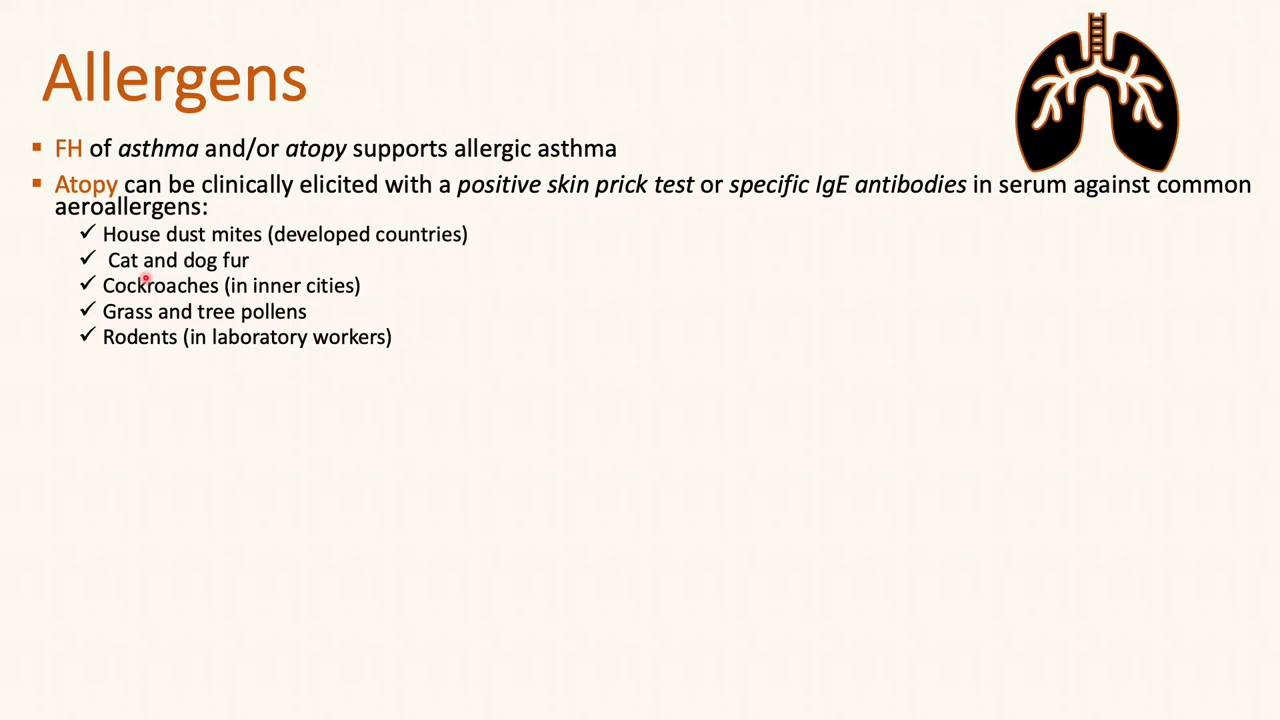 Allergens
▪ FH of asthma and/or atopy supports allergic asthma
▪ Atopy can be clinically elicited with a positive skin prick test or specific IgE antibodies in serum against common
aeroallergens:
✓ House dust mites (developed countries)
✓ Cat and dog fur
✓ Cockroaches (in inner cities)
✓ Grass and tree pollens
✓ Rodents (in laboratory workers)